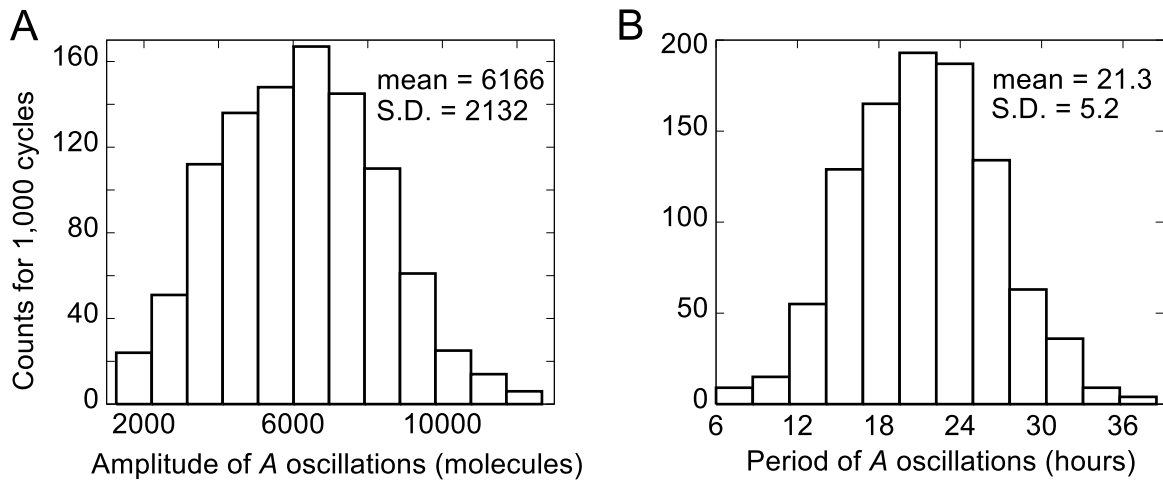 A
Counts for 1,000 cycles
160
120
80
40
0
mean = 6166
S.D. = 2132
2000 6000 10000
Amplitude of A oscillations (molecules)
B
200
150
100
50
0
mean = 21.3
S.D. = 5.2
6 12 18 24 30 36
Period of A oscillations (hours)